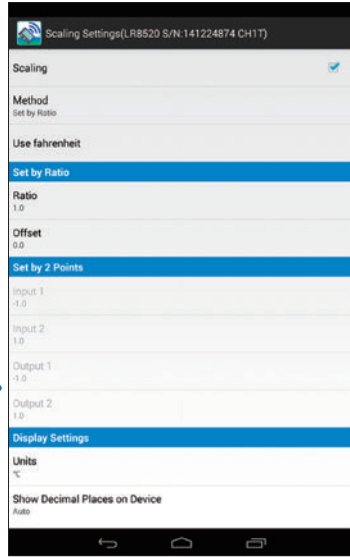 Scaling Settings(LR8520 S/N:141224874 CH1T)
Scaling
Method
Set by Ratio
Use fahrenheit
Set by Ratio
Ratio
1.0
Offset
0.0
Set by 2 Points
Input 1
-1.0
Input 2
1.0
Output 1
-1.0
Output 2
1.0
Display Settings
Units
℃
Show Decimal Places on Device
Auto